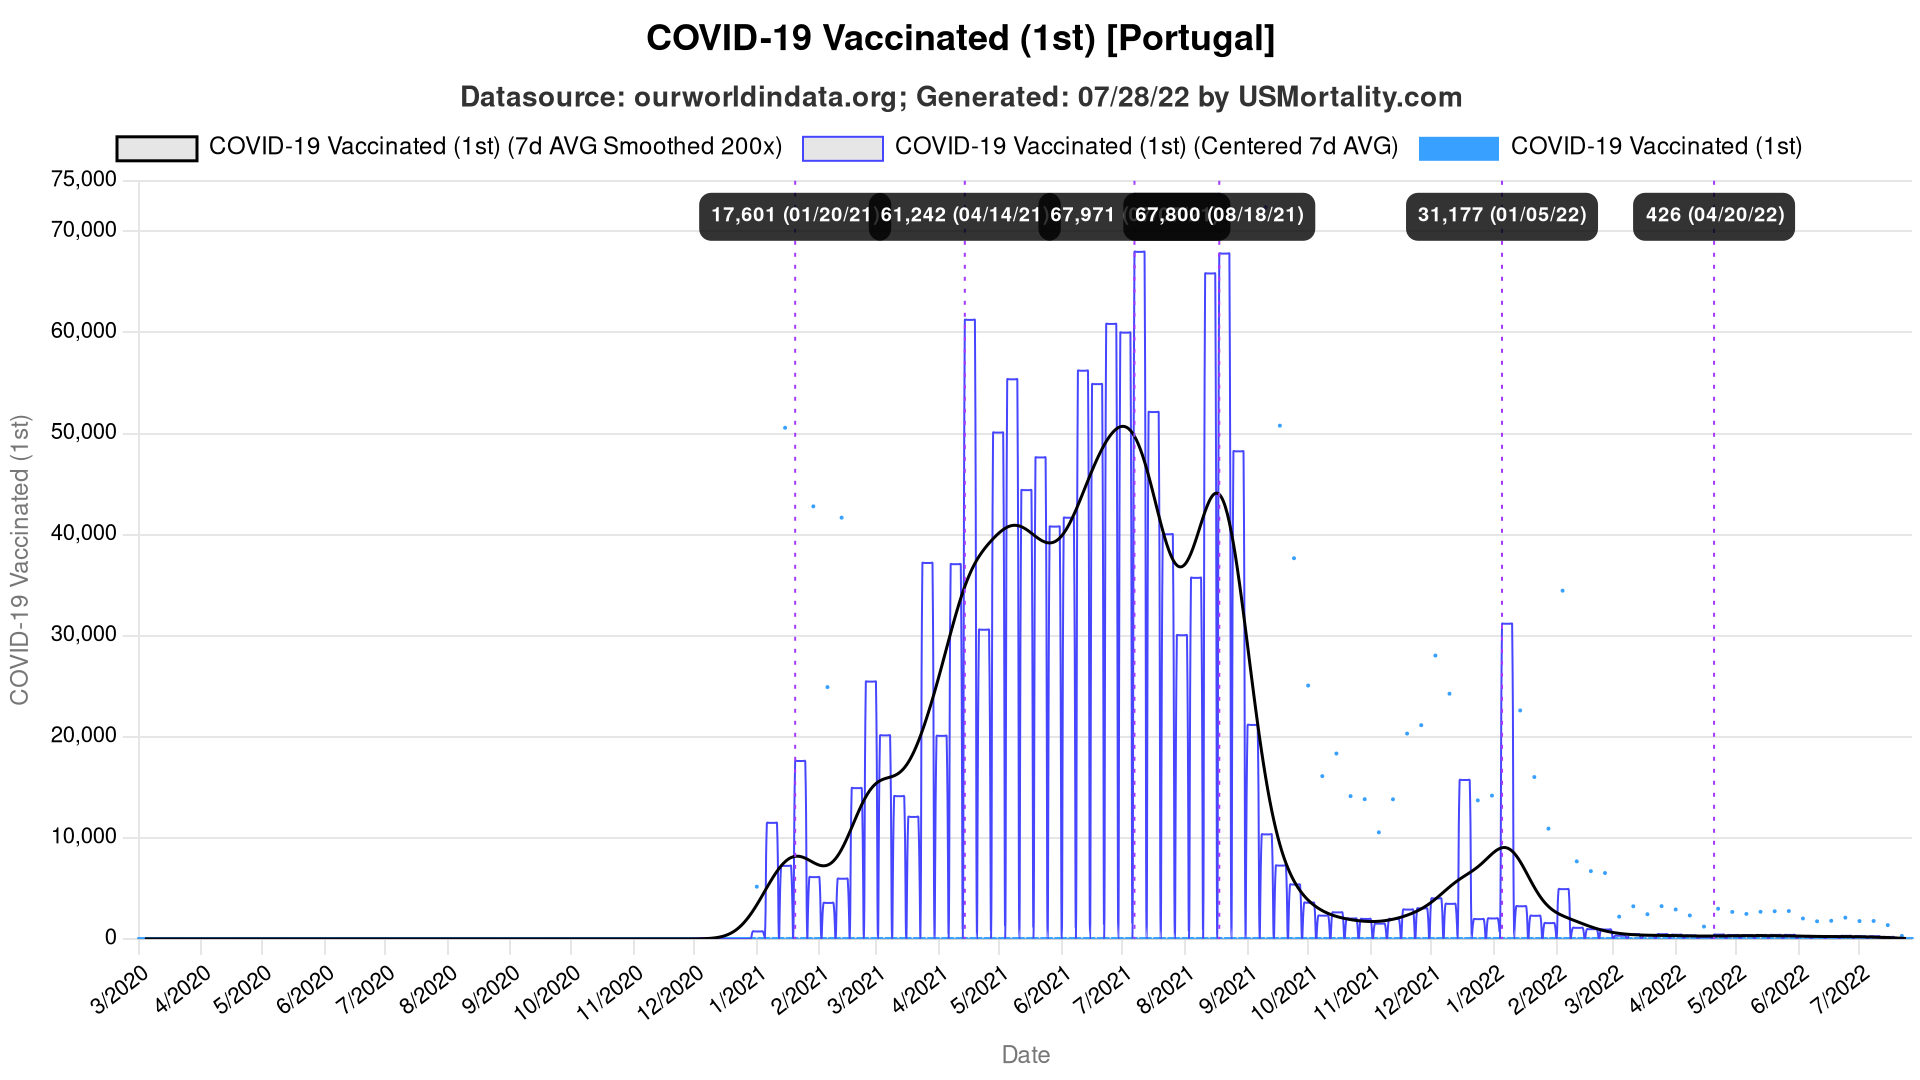 COVID-19 Vaccinated (1st) [Portugal]
Datasource: ourworldindata.org; Generated: 07/28/22 by USMortality.com
COVID-19 Vaccinated (1st) (7d AVG Smoothed 200x) COVID-19 Vaccinated (1st) (Centered 7d AVG) COVID-19 Vaccinated (1st)
17,601 (01/20/21) 61,242 (04/14/21) 67,971 67,800 (08/18/21) 31,177 (01/05/22) 426 (04/20/22)
75,000
70,000
60,000
50,000
40,000
30,000
20,000
10,000
0
COVID-19 Vaccinated (1st)
3/2020 4/2020 5/2020 6/2020 7/2020 8/2020 9/2020 10/2020 11/2020 12/2020 1/2021 2/2021 3/2021 4/2021 5/2021 6/2021 7/2021 8/2021 9/2021 10/2021 11/2021 12/2021 1/2022 2/2022 3/2022 4/2022 5/2022 6/2022 7/2022
Date